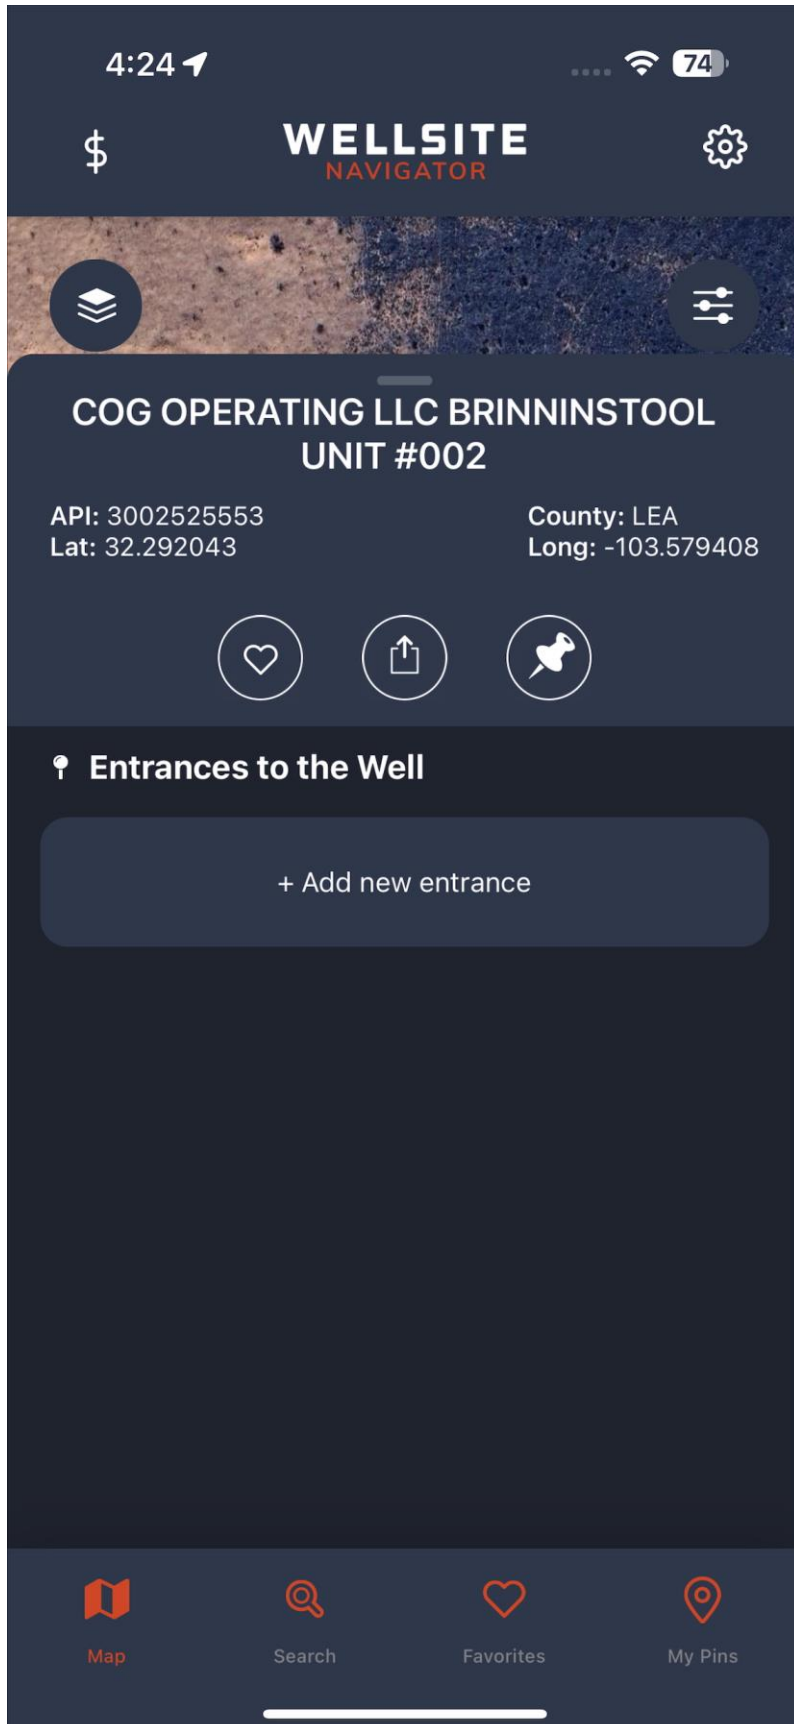 4:24
74
$
WELLSITE
NAVIGATOR
COG OPERATING LLC BRINNINSTOOL
UNIT #002
API: 3002525553
County: LEA
Lat: 32.292043
Long: -103.579408
Entrances to the Well
+ Add new entrance
Map
Search
Favorites
My Pins